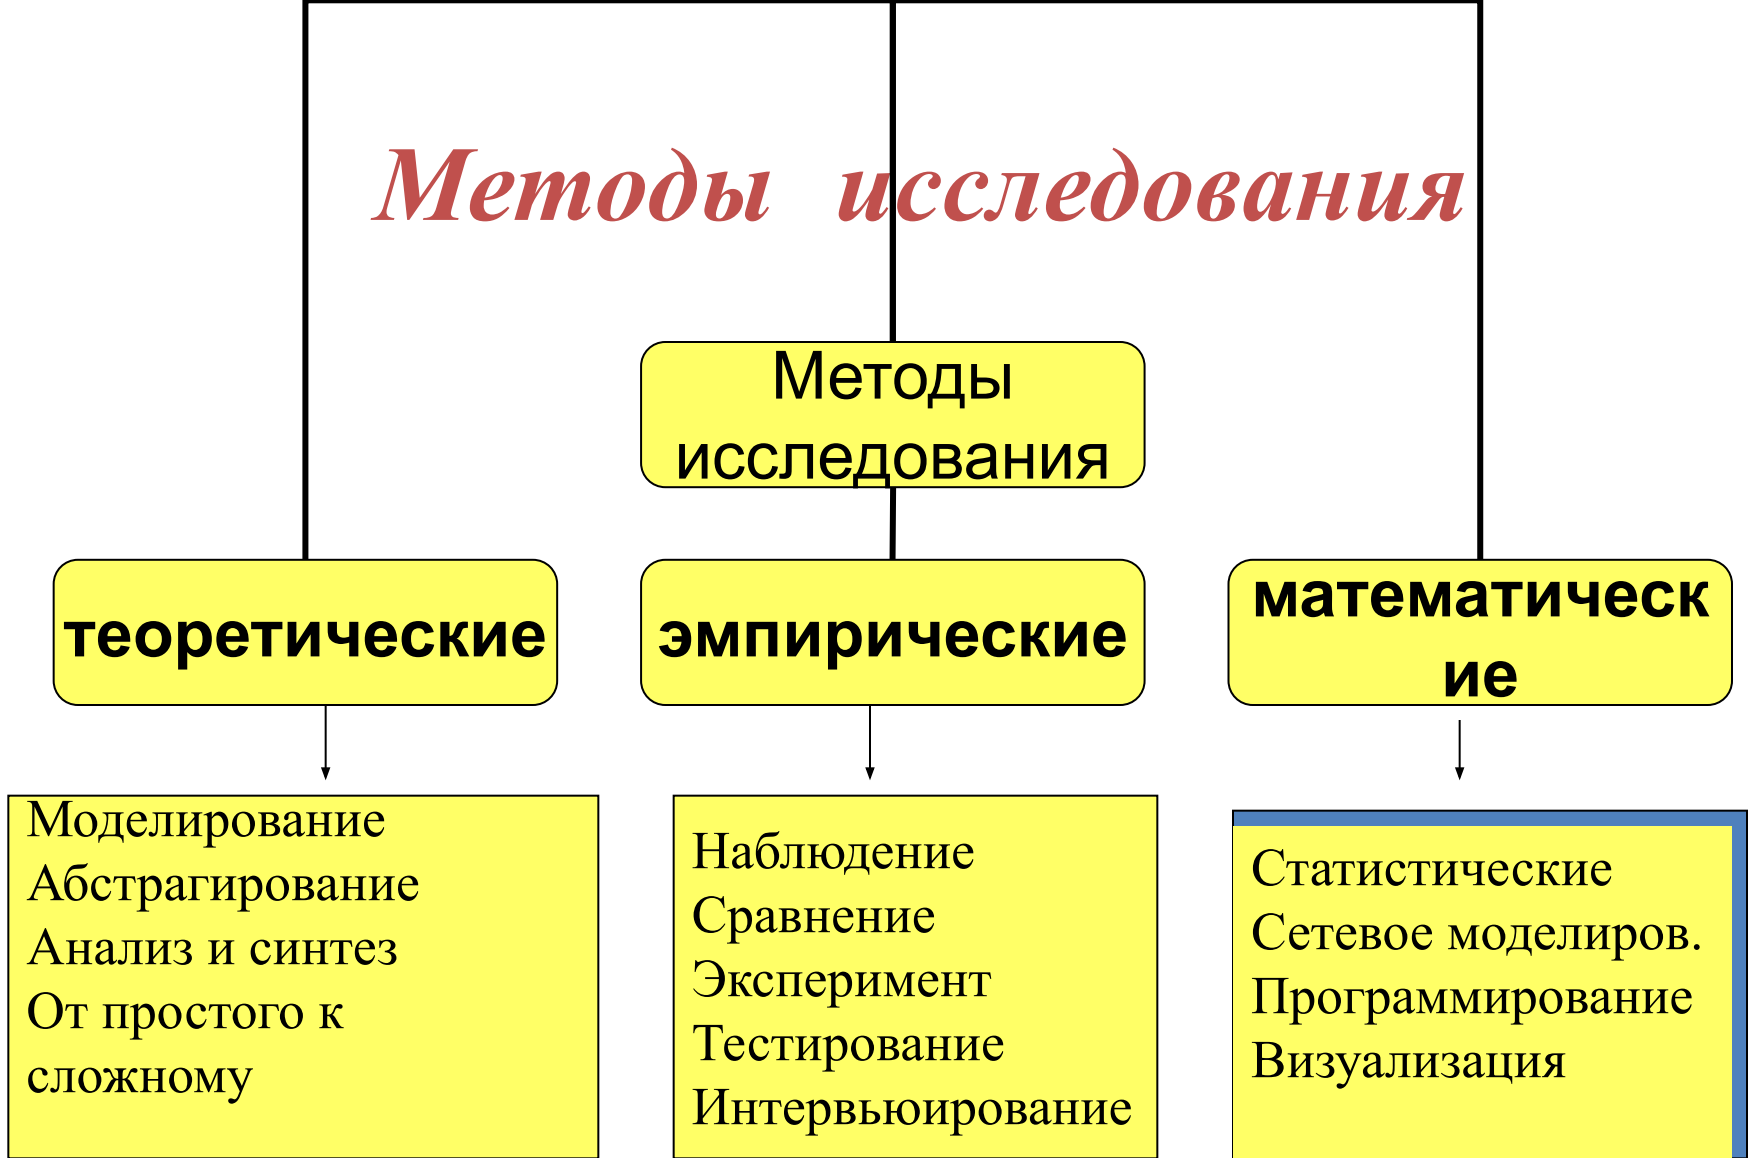 Методы исследования
Методы
исследования
теоретические
эмпирические
математическ
ие
Моделирование
Абстрагирование
Анализ и синтез
От простого к
сложному
Наблюдение
Сравнение
Эксперимент
Тестирование
Интервьюирование
Статистические
Сетевое моделиров.
Программирование
Визуализация